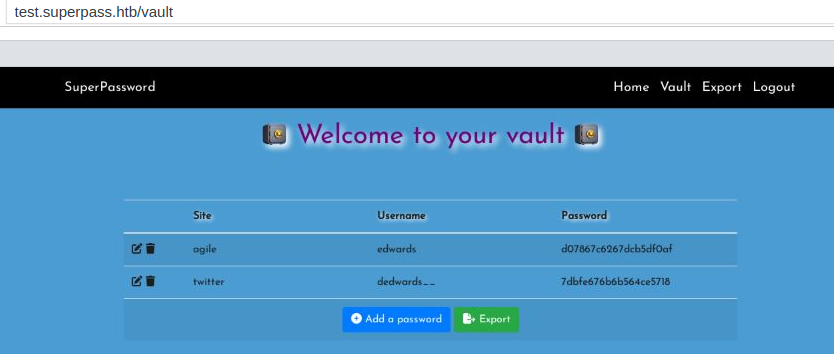 test.superpass.htb/vault
SuperPassword Home Vault Export Logout
Welcome to your vault
Site Username Password
agile edwards d07867c6267dcb5df0af
twitter dedwards__ 7dbfe676b6b564ce5718
Add a password Export